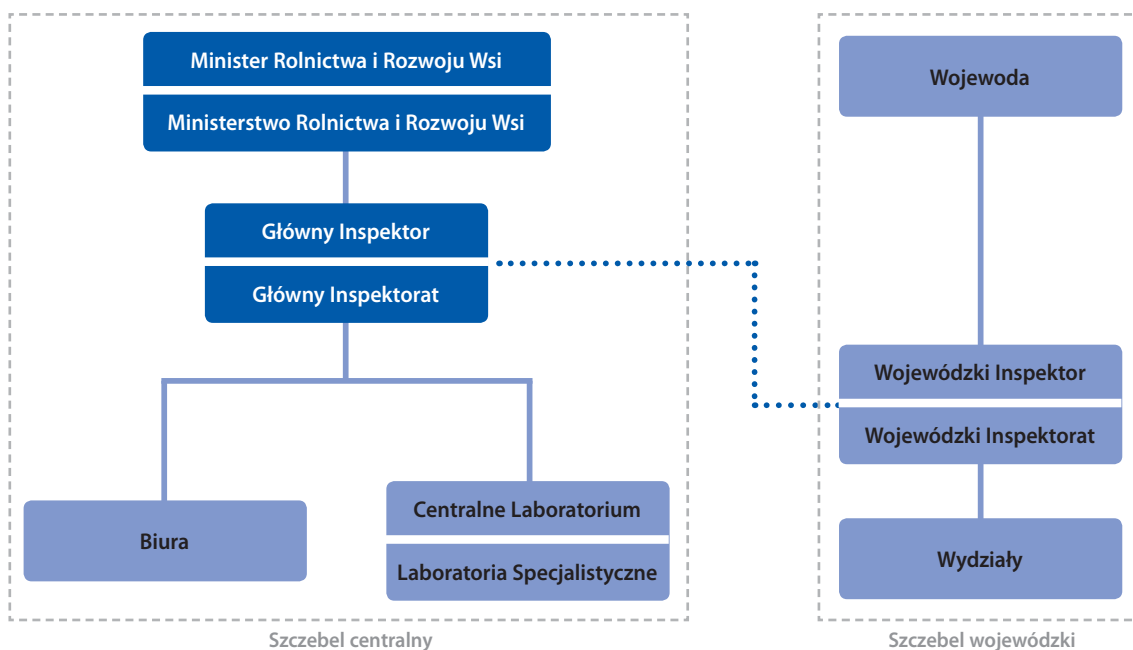 Minister Rolnictwa i Rozwoju Wsi
Ministerstwo Rolnictwa i Rozwoju Wsi
Główny Inspektor
Główny Inspektorat
Biura
Centralne Laboratorium
Laboratoria Specjalistyczne
Szczebel centralny
Wojewoda
Wojewódzki Inspektor
Wojewódzki Inspektorat
Wydziały
Szczebel wojewódzki